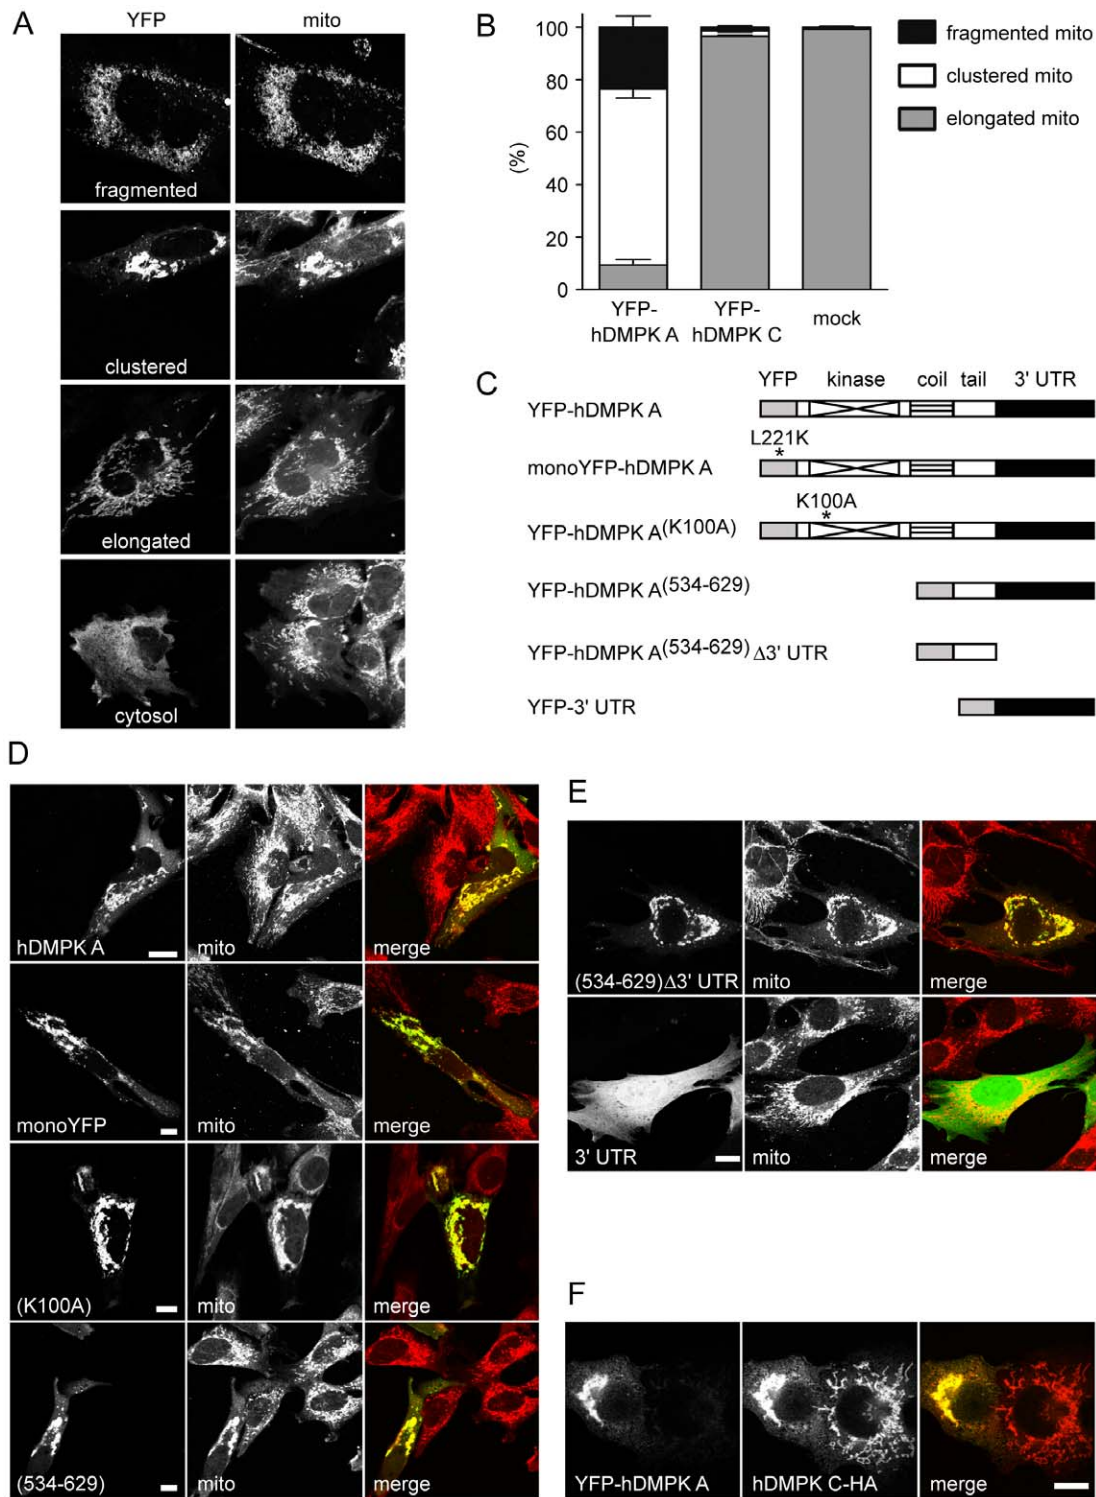 A
YFP mito
fragmented
clustered
elongated
cytosol
B
100
80
60
40
20
0
(%)
YFP-
hDMPK A
YFP-
hDMPK C
mock
fragmented mito
clustered mito
elongated mito
C
YFP kinase coil tail 3' UTR
YFP-hDMPK A
L221K
*
monoYFP-hDMPK A
K100A
*
YFP-hDMPK A(K100A)
YFP-hDMPK A(534-629)
YFP-hDMPK A(534-629)Δ3' UTR
YFP-3' UTR
D
hDMPK A mito merge
monoYFP mito merge
(K100A) mito merge
(534-629) mito merge
E
(534-629)Δ3' UTR mito merge
3' UTR mito merge
F
YFP-hDMPK A hDMPK C-HA merge